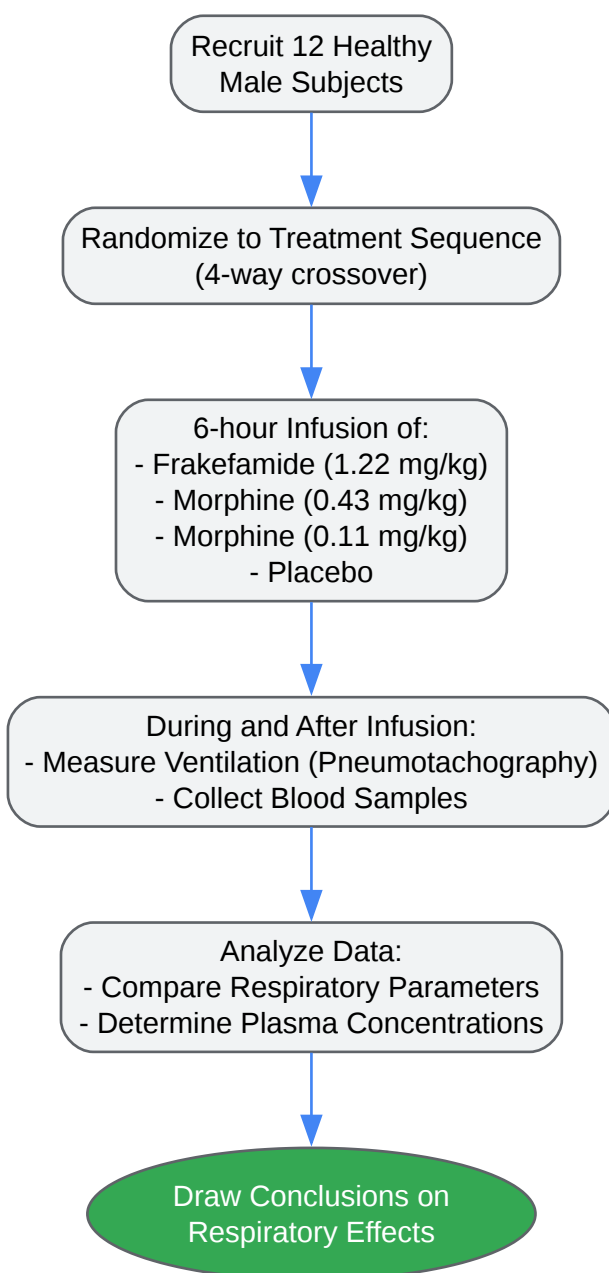 Recruit 12 Healthy
Male Subjects
Randomize to Treatment Sequence
(4-way crossover)
6-hour Infusion of:
- Frakefamide (1.22 mg/kg)
- Morphine (0.43 mg/kg)
- Morphine (0.11 mg/kg)
- Placebo
During and After Infusion:
- Measure Ventilation (Pneumotachography)
- Collect Blood Samples
Analyze Data:
- Compare Respiratory Parameters
- Determine Plasma Concentrations
Draw Conclusions on
Respiratory Effects